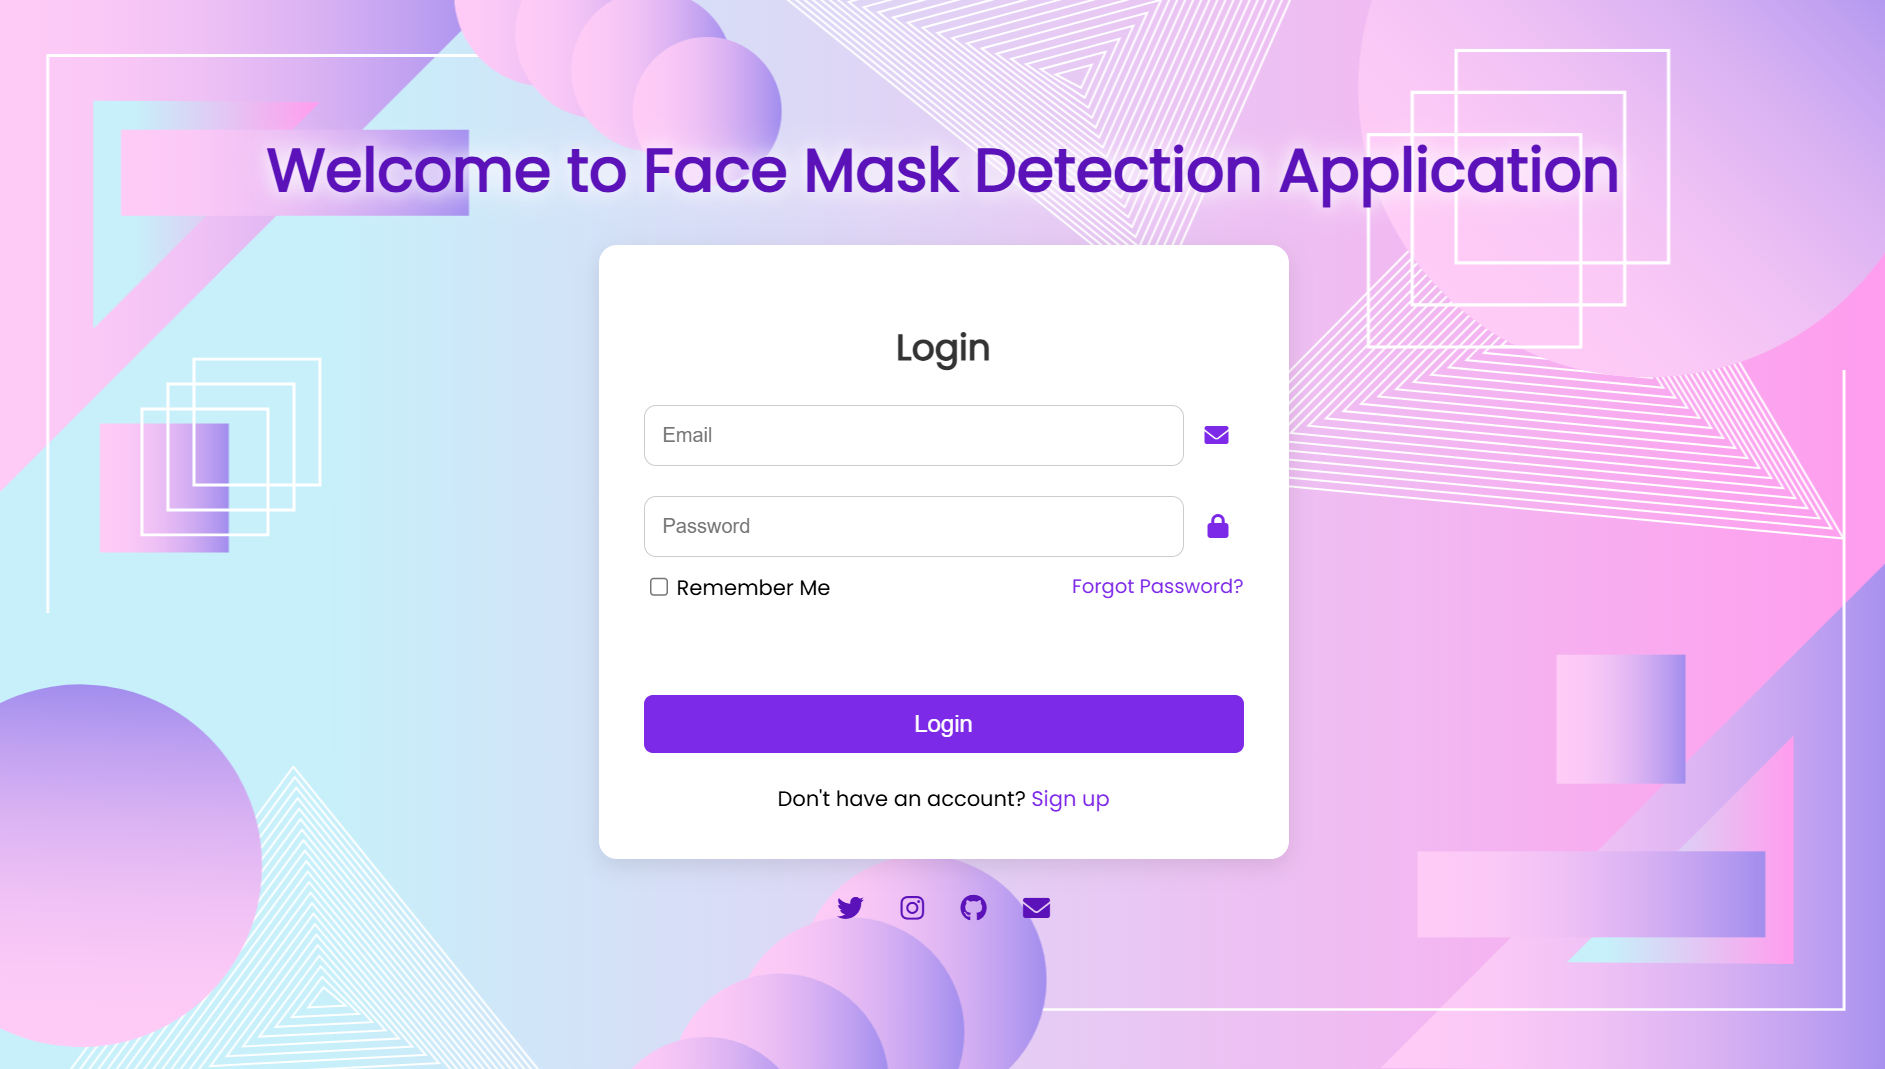 Welcome to Face Mask Detection Application
Login
Email
Password
Remember Me
Forgot Password?
Login
Don't have an account? Sign up